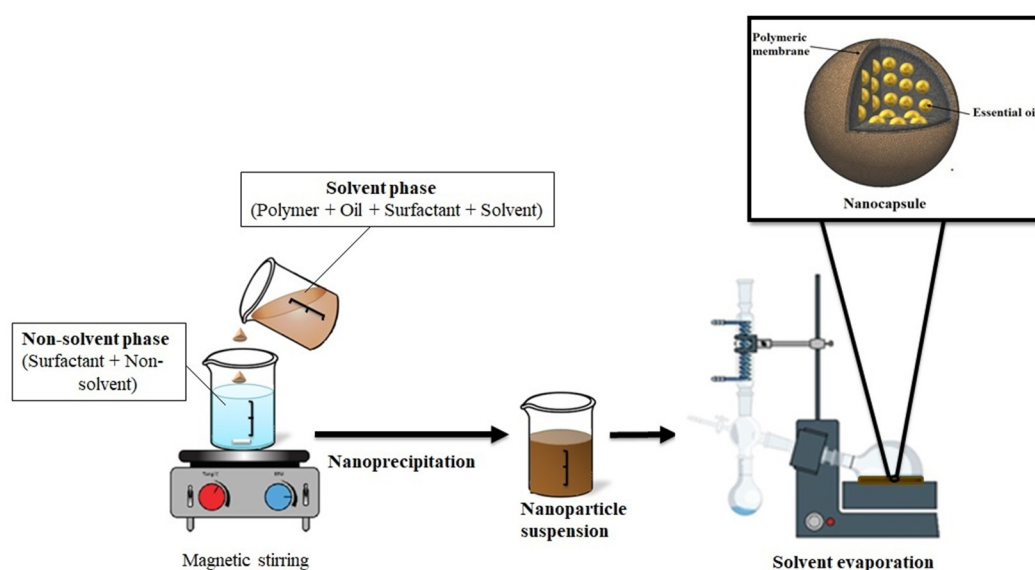 Polymeric
membrane
Essential oi
Nanocapsule
Solvent phase
(Polymer + Oil + Surfactant + Solvent)
Non-solvent phase
(Surfactant + Non-
solvent)
Nanoprecipitation
Nanoparticle
suspension
Magnetic stirring
Solvent evaporation